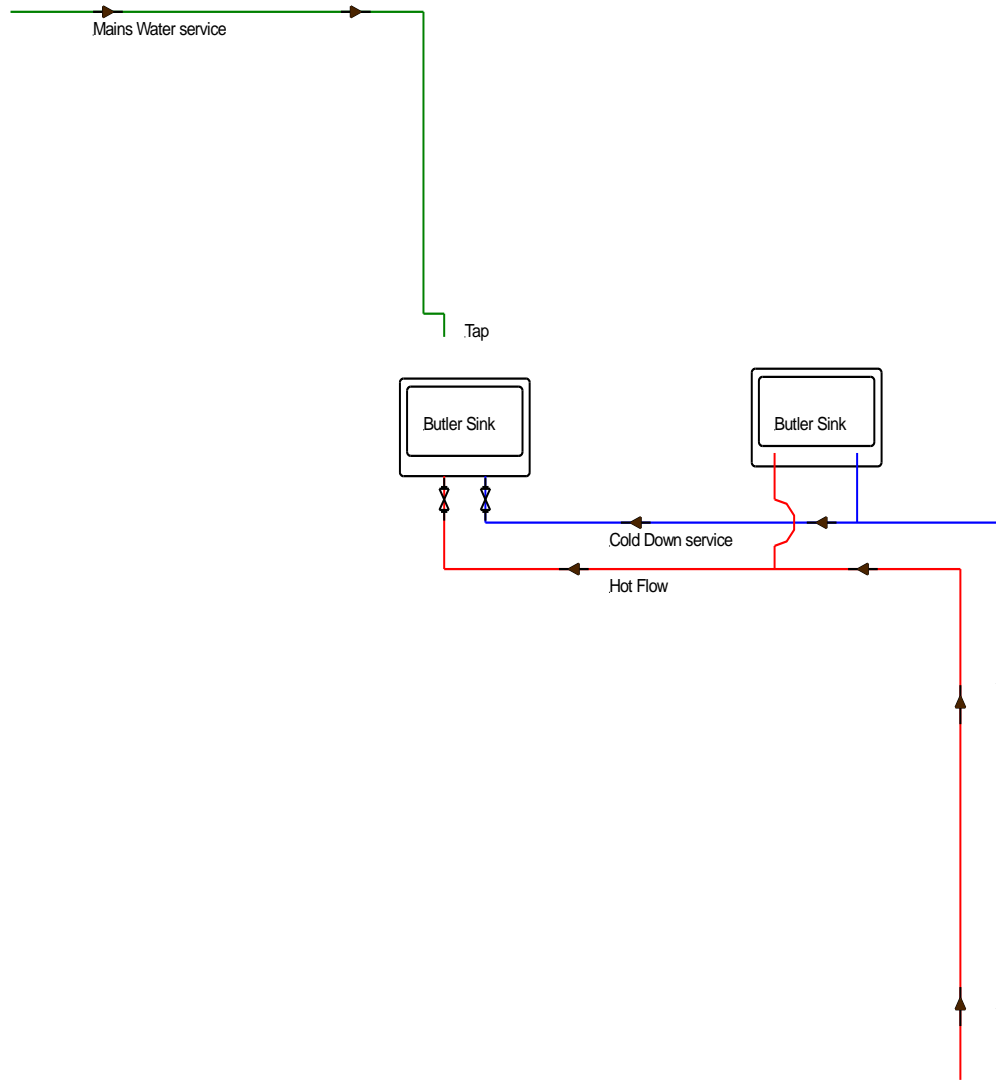 Mains Water service
Tap
Butler Sink
Butler Sink
Cold Down service
Hot Flow